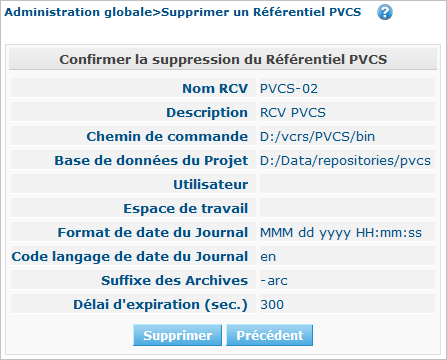 Administration globale>Supprimer un Référentiel PVCS ?
Confirmer la suppression du Référentiel PVCS
Nom RCV PVCS-02
Description RCV PVCS
Chemin de commande D:/vcrs/PVCS/bin
Base de données du Projet D:/Data/repositories/pvcs
Utilisateur
Espace de travail
Format de date du Journal MMM dd yyyy HH:mm:ss
Code langage de date du Journal en
Suffixe des Archives -arc
Délai d'expiration (sec.) 300
Supprimer Précédent